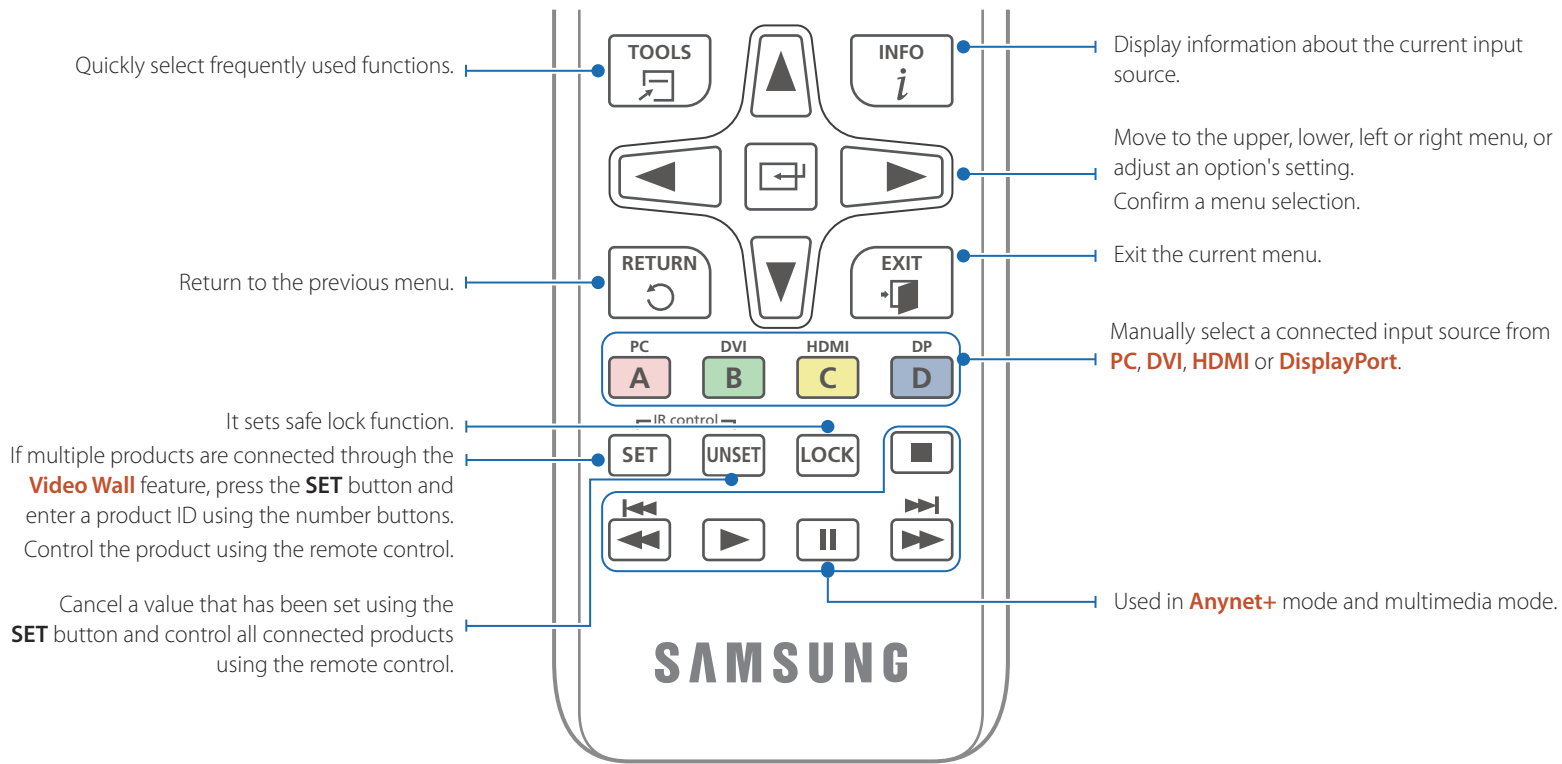 TOOLS
INFO
i
Quickly select frequently used functions.
Display information about the current input
source.
Move to the upper, lower, left or right menu, or
adjust an option's setting.
Confirm a menu selection.
RETURN
EXIT
Return to the previous menu.
Exit the current menu.
PC DVI HDMI DP
A B C D
Manually select a connected input source from
PC, DVI, HDMI or DisplayPort.
It sets safe lock function.
IR control
SET UNSET LOCK
If multiple products are connected through the
Video Wall feature, press the SET button and
enter a product ID using the number buttons.
Control the product using the remote control.
Cancel a value that has been set using the
SET button and control all connected products
using the remote control.
Used in Anynet+ mode and multimedia mode.
SAMSUNG